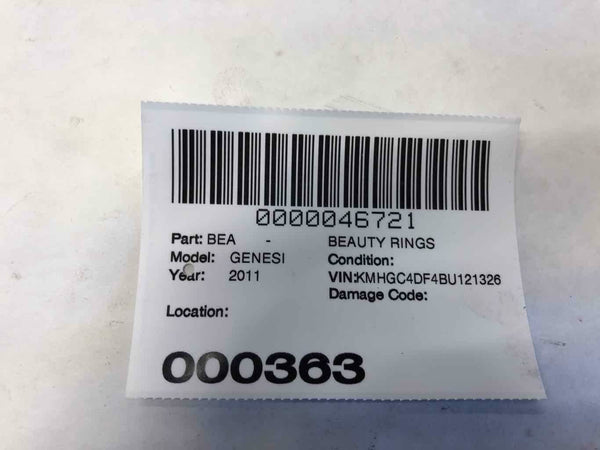 0000046721
Part: BEA - BEAUTY RINGS
Model: GENESI Condition:
Year: 2011 VIN:KMHGC4DF4BU121326
Damage Code:
Location:
000363